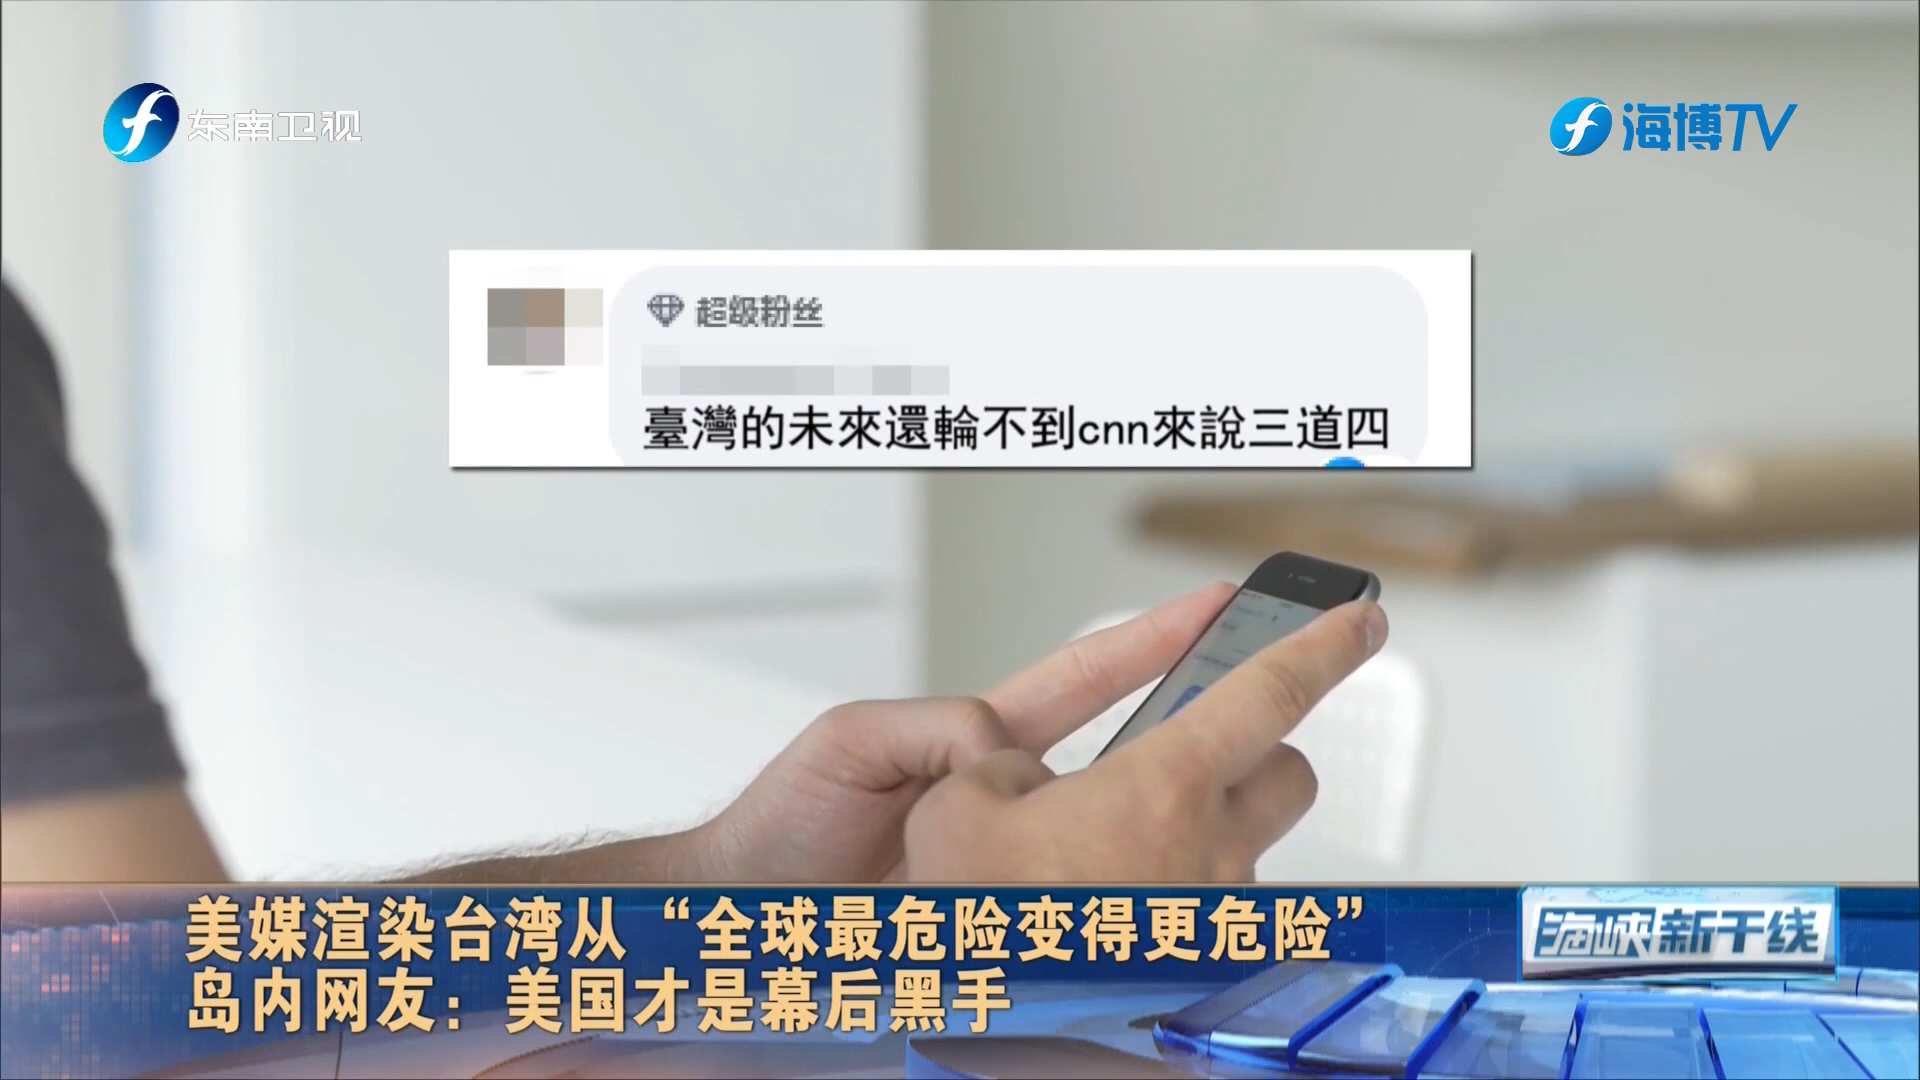 东南卫视
海博TV
超级粉丝
臺灣的未來還輪不到cnn來說三道四
美媒渲染台湾从“全球最危险变得更危险”
海峡新干线
岛内网友：美国才是幕后黑手